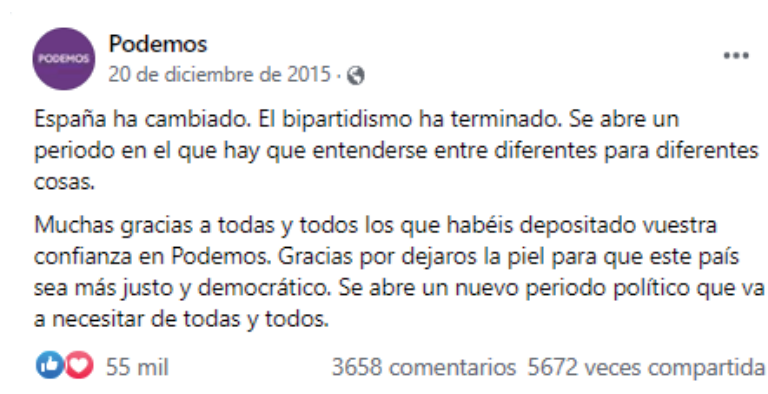 PODEMOS
Podemos
20 de diciembre de 2015 ·
España ha cambiado. El bipartidismo ha terminado. Se abre un
periodo en el que hay que entenderse entre diferentes para diferentes
cosas.
Muchas gracias a todas y todos los que habéis depositado vuestra
confianza en Podemos. Gracias por dejaros la piel para que este país
sea más justo y democrático. Se abre un nuevo periodo político que va
a necesitar de todas y todos.
55 mil 3658 comentarios 5672 veces compartida